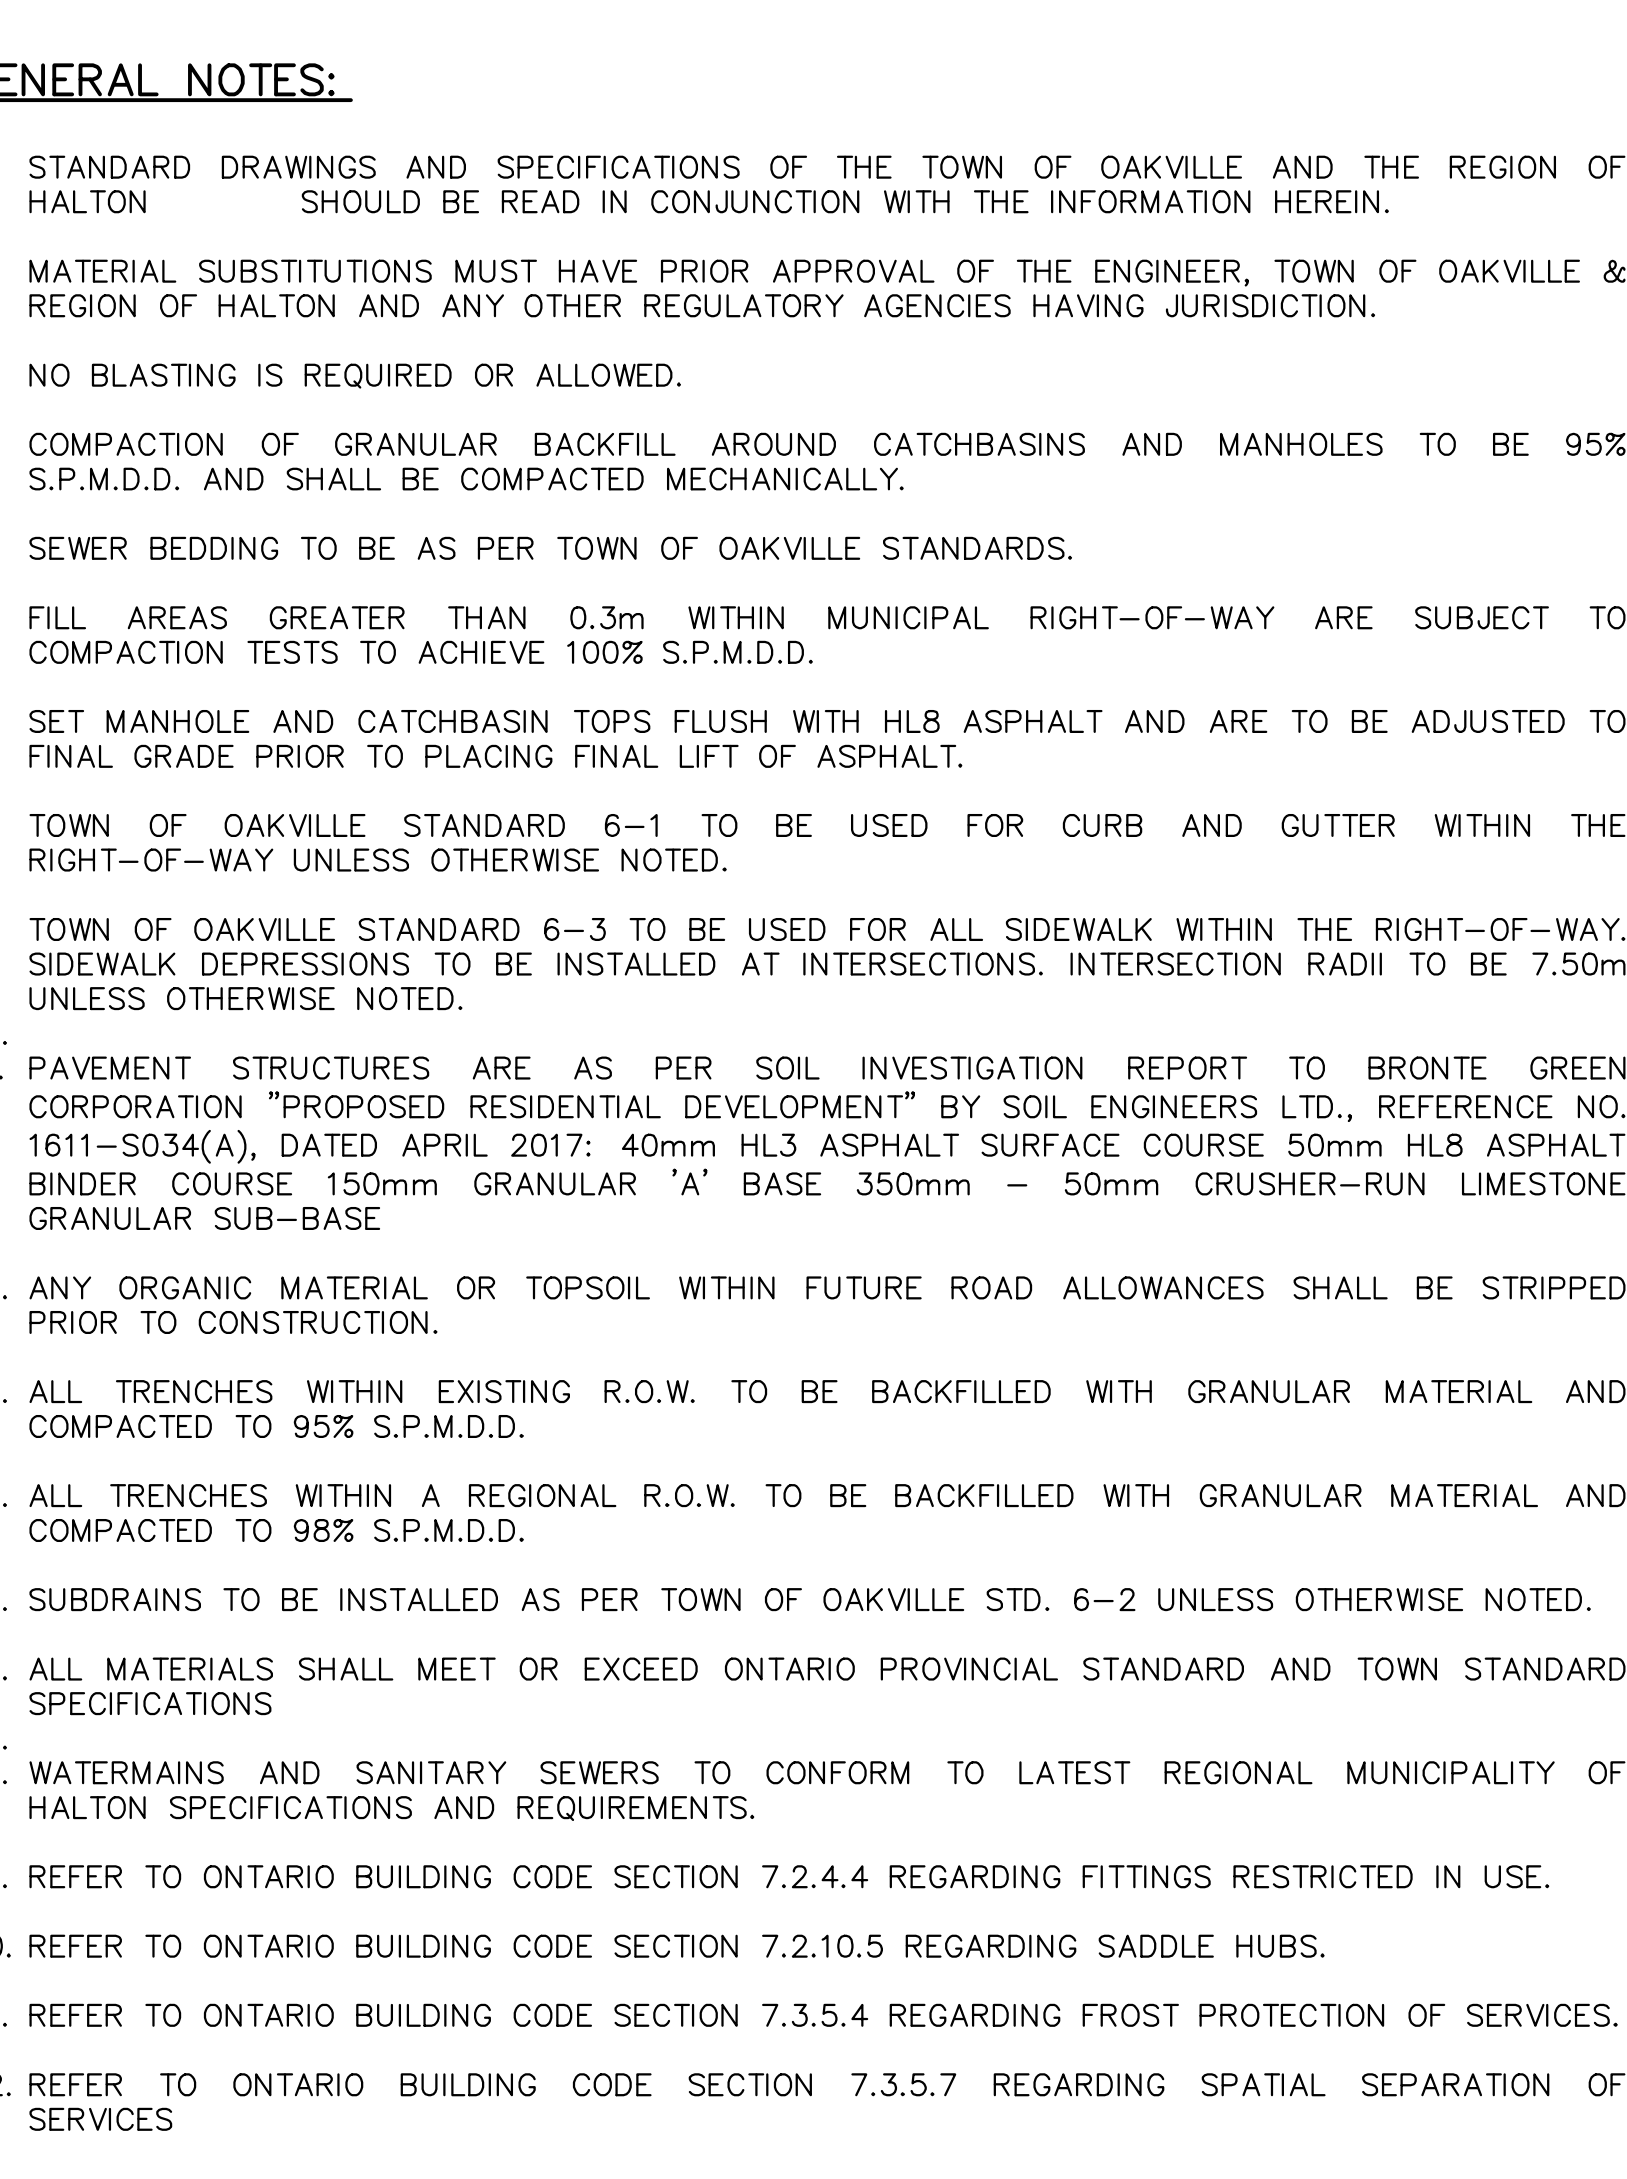 ENERAL NOTES:
STANDARD DRAWINGS AND SPECIFICATIONS OF THE TOWN OF OAKVILLE AND THE REGION OF
HALTON SHOULD BE READ IN CONJUNCTION WITH THE INFORMATION HEREIN.
MATERIAL SUBSTITUTIONS MUST HAVE PRIOR APPROVAL OF THE ENGINEER, TOWN OF OAKVILLE &
REGION OF HALTON AND ANY OTHER REGULATORY AGENCIES HAVING JURISDICTION.
NO BLASTING IS REQUIRED OR ALLOWED.
COMPACTION OF GRANULAR BACKFILL AROUND CATCHBASINS AND MANHOLES TO BE 95%
S.P.M.D.D. AND SHALL BE COMPACTED MECHANICALLY.
SEWER BEDDING TO BE AS PER TOWN OF OAKVILLE STANDARDS.
FILL AREAS GREATER THAN 0.3m WITHIN MUNICIPAL RIGHT-OF-WAY ARE SUBJECT TO
COMPACTION TESTS TO ACHIEVE 100% S.P.M.D.D.
SET MANHOLE AND CATCHBASIN TOPS FLUSH WITH HL8 ASPHALT AND ARE TO BE ADJUSTED TO
FINAL GRADE PRIOR TO PLACING FINAL LIFT OF ASPHALT.
TOWN OF OAKVILLE STANDARD 6-1 TO BE USED FOR CURB AND GUTTER WITHIN THE
RIGHT-OF-WAY UNLESS OTHERWISE NOTED.
TOWN OF OAKVILLE STANDARD 6-3 TO BE USED FOR ALL SIDEWALK WITHIN THE RIGHT-OF-WAY.
SIDEWALK DEPRESSIONS TO BE INSTALLED AT INTERSECTIONS. INTERSECTION RADII TO BE 7.50m
UNLESS OTHERWISE NOTED.
.
. PAVEMENT STRUCTURES ARE AS PER SOIL INVESTIGATION REPORT TO BRONTE GREEN
CORPORATION "PROPOSED RESIDENTIAL DEVELOPMENT" BY SOIL ENGINEERS LTD., REFERENCE NO.
1611-S034(A), DATED APRIL 2017: 40mm HL3 ASPHALT SURFACE COURSE 50mm HL8 ASPHALT
BINDER COURSE 150mm GRANULAR 'A' BASE 350mm - 50mm CRUSHER-RUN LIMESTONE
GRANULAR SUB-BASE
. ANY ORGANIC MATERIAL OR TOPSOIL WITHIN FUTURE ROAD ALLOWANCES SHALL BE STRIPPED
PRIOR TO CONSTRUCTION.
. ALL TRENCHES WITHIN EXISTING R.O.W. TO BE BACKFILLED WITH GRANULAR MATERIAL AND
COMPACTED TO 95% S.P.M.D.D.
. ALL TRENCHES WITHIN A REGIONAL R.O.W. TO BE BACKFILLED WITH GRANULAR MATERIAL AND
COMPACTED TO 98% S.P.M.D.D.
. SUBDRAINS TO BE INSTALLED AS PER TOWN OF OAKVILLE STD. 6-2 UNLESS OTHERWISE NOTED.
. ALL MATERIALS SHALL MEET OR EXCEED ONTARIO PROVINCIAL STANDARD AND TOWN STANDARD
SPECIFICATIONS
.
. WATERMAINS AND SANITARY SEWERS TO CONFORM TO LATEST REGIONAL MUNICIPALITY OF
HALTON SPECIFICATIONS AND REQUIREMENTS.
. REFER TO ONTARIO BUILDING CODE SECTION 7.2.4.4 REGARDING FITTINGS RESTRICTED IN USE.
. REFER TO ONTARIO BUILDING CODE SECTION 7.2.10.5 REGARDING SADDLE HUBS.
. REFER TO ONTARIO BUILDING CODE SECTION 7.3.5.4 REGARDING FROST PROTECTION OF SERVICES.
. REFER TO ONTARIO BUILDING CODE SECTION 7.3.5.7 REGARDING SPATIAL SEPARATION OF
SERVICES